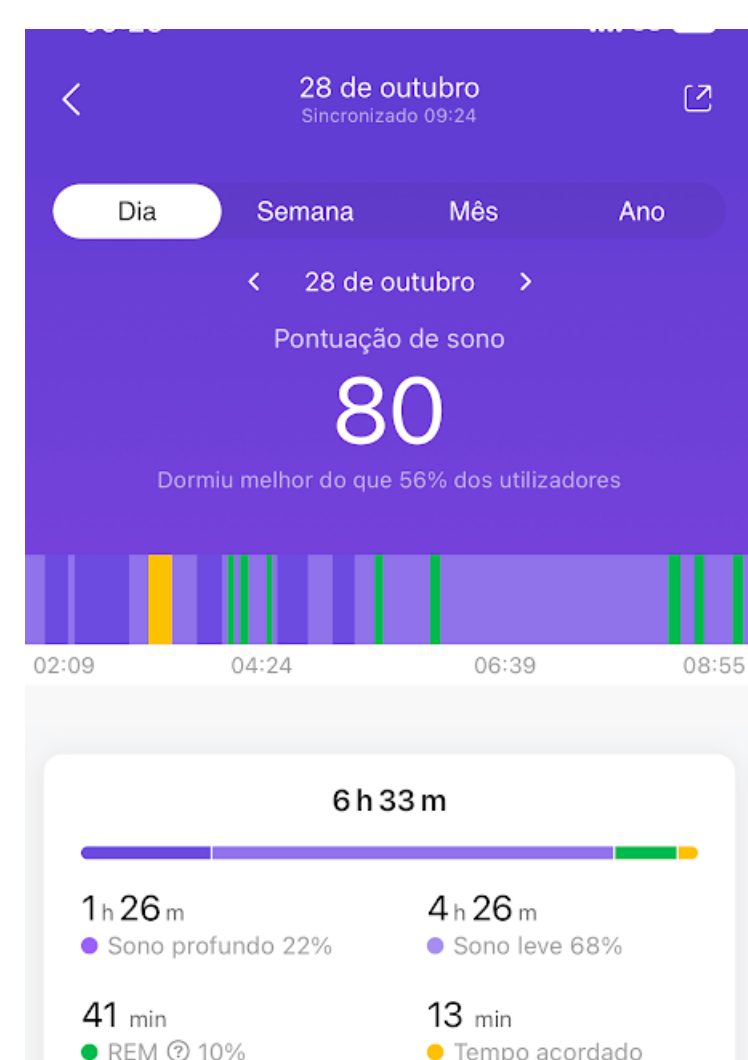 28 de outubro
Sincronizado 09:24
Dia Semana Mês Ano
< 28 de outubro >
Pontuação de sono
80
Dormiu melhor do que 56% dos utilizadores
02:09 04:24 06:39 08:55
6 h 33 m
1 h 26 m 4 h 26 m
Sono profundo 22% Sono leve 68%
41 min 13 min
REM ? 10% Tempo acordado